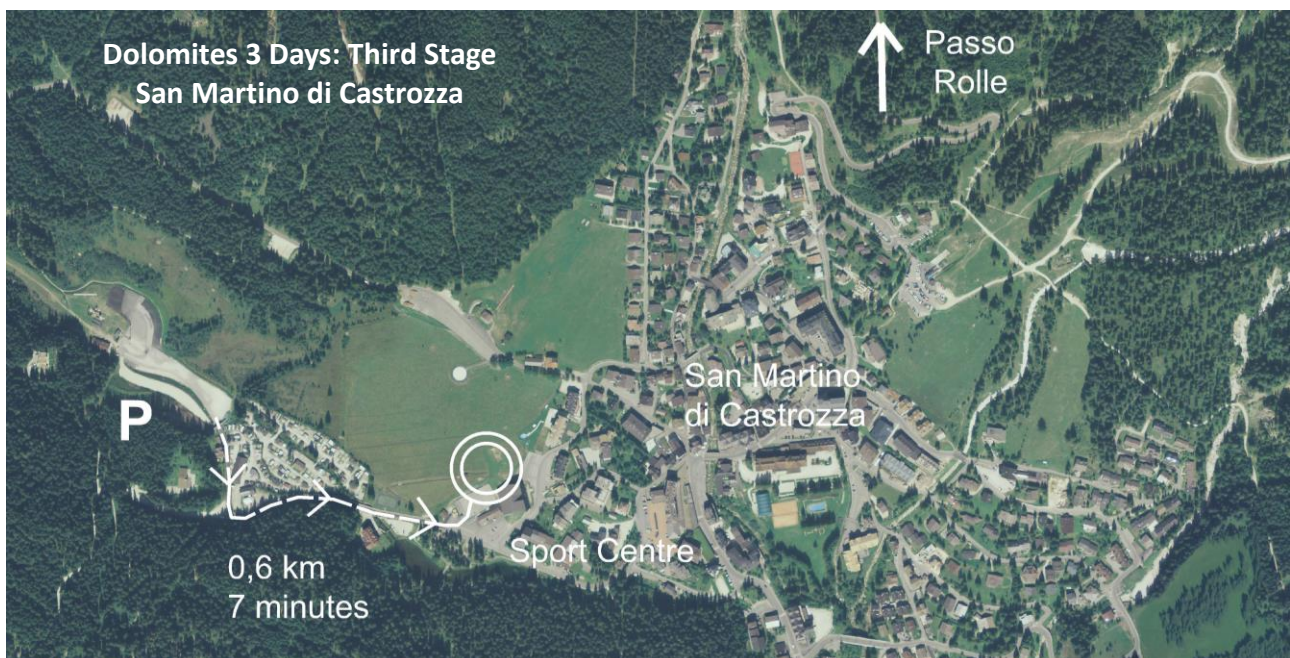 Dolomites 3 Days: Third Stage
San Martino di Castrozza
Passo
Rolle
P
San Martino
di Castrozza
Sport Centre
0,6 km
7 minutes